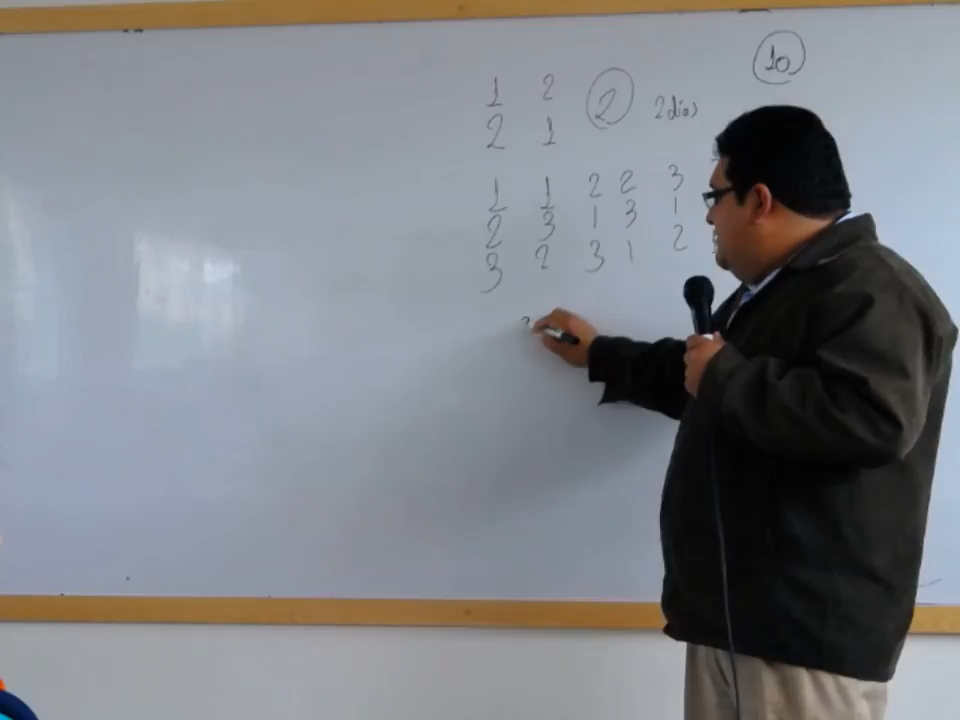 10
1 2 2 2 días
2 1
1 1 2 2 3
2 3 1 3 1
3 2 3 1 2